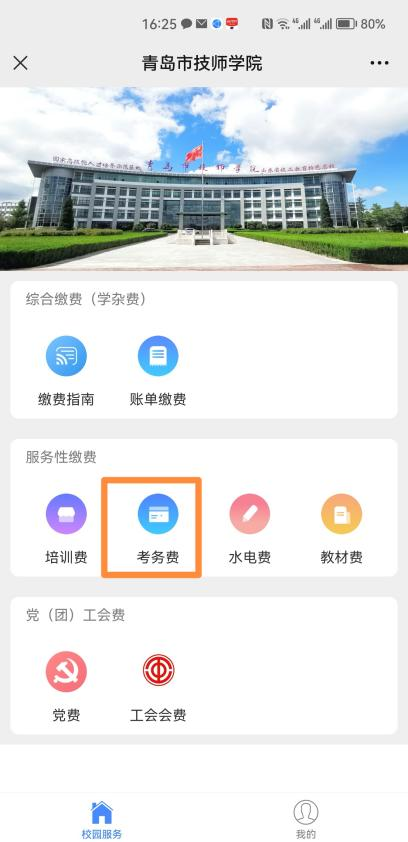 16:25
80%
青岛市技师学院
青岛市技师学院
综合缴费（学杂费）
缴费指南 账单缴费
服务性缴费
培训费 考务费 水电费 教材费
党（团）工会费
党费 工会会费
校园服务 我的